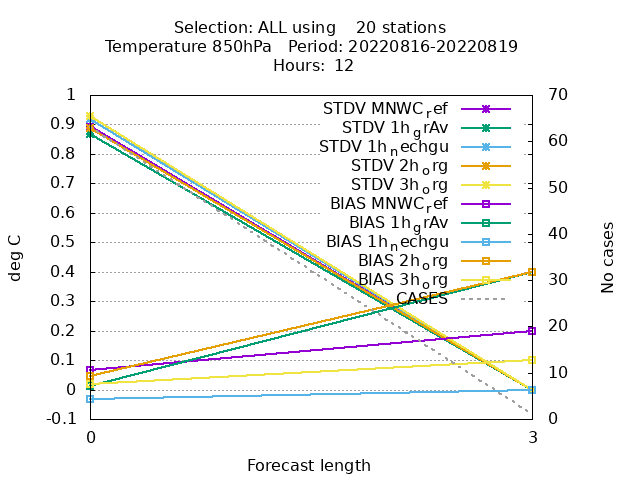 Selection: ALL using    20 stations
Temperature 850hPa   Period: 20220816-20220819
Hours: 12
1
0.9
0.8
0.7
0.6
0.5
0.4
0.3
0.2
0.1
0
-0.1
deg C
STDV MNWC_ref
STDV 1h_grAv
STDV 1h_nechgu
STDV 2h_org
STDV 3h_org
BIAS MNWC_ref
BIAS 1h_grAv
BIAS 1h_nechgu
BIAS 2h_org
BIAS 3h_org
CASES
70
60
50
40
30
20
10
0
No cases
0 3
Forecast length